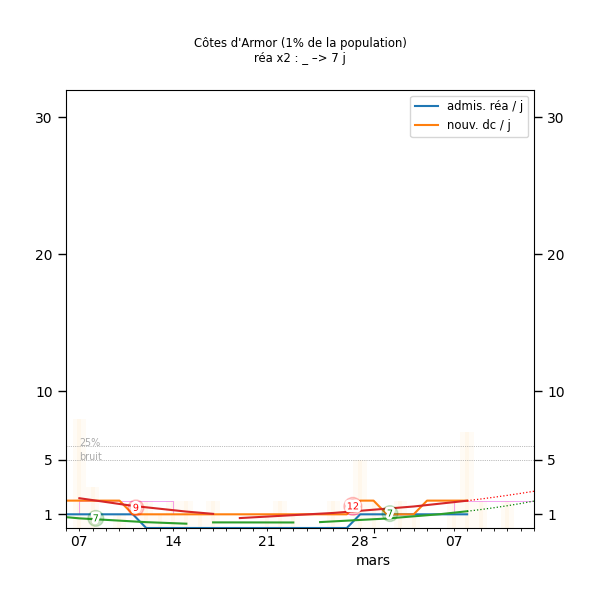 Côtes d'Armor (1% de la population)
réa x2 : _ –> 7 j
admis. réa / j
nouv. dc / j
30 30
20 20
10 10
25%
bruit
5 5
9 12
7 7
1 1
07 14 21 28 07
mars